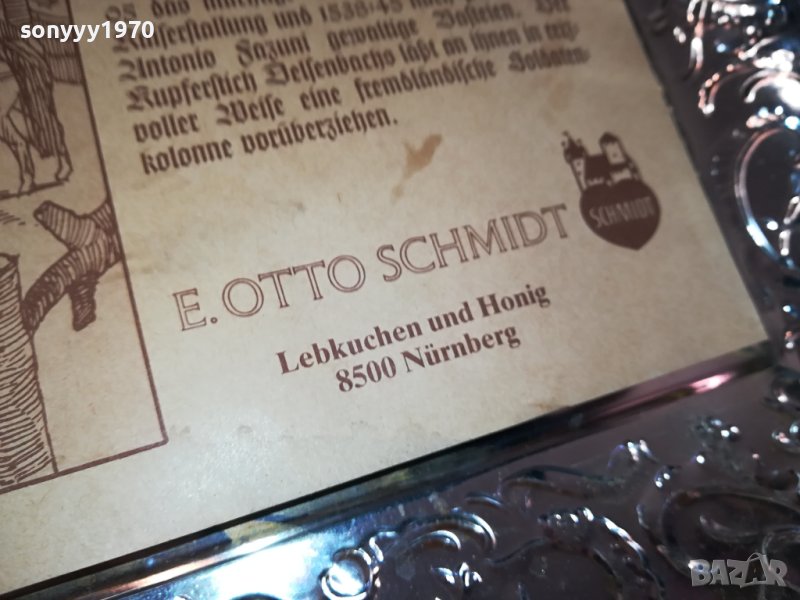 sonyyy1970
Kaiserstallung und 1538:45
Antonio Fazuni gewaltige Basteien. Der
Kupferstich Delsenbachs läßt an ihnen in reiz-
voller Weise eine fremdländische Soldaten-
kolonne vorüberziehen.
E. OTTO SCHMIDT
SCHMIDT
Lebkuchen und Honig
8500 Nürnberg
BAZAR